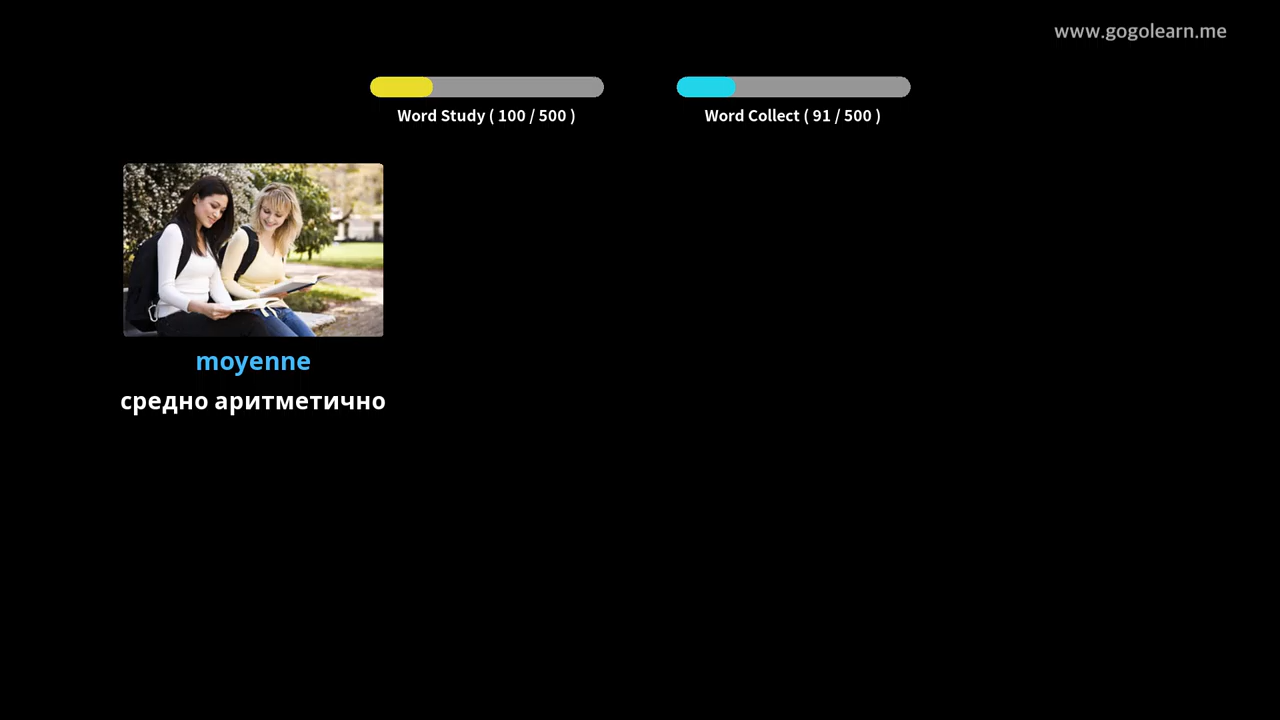 www.gogolearn.me
Word Study ( 100 / 500 )
Word Collect ( 91 / 500 )
moyenne
средно аритметично